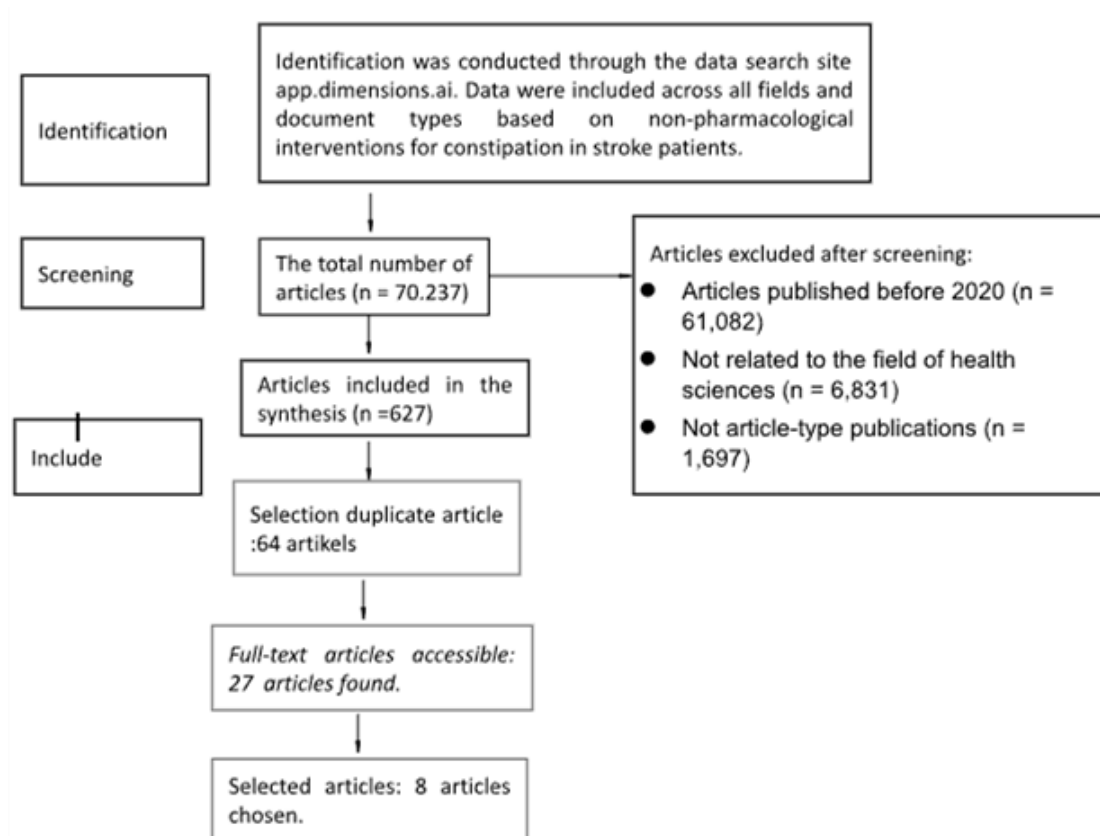 Identification
Identification was conducted through the data search site
app.dimensions.ai. Data were included across all fields and
document types based on non-pharmacological
interventions for constipation in stroke patients.
Screening
The total number of
articles (n = 70.237)
Articles excluded after screening:
● Articles published before 2020 (n =
61,082)
● Not related to the field of health
sciences (n = 6,831)
● Not article-type publications (n =
1,697)
Articles included in the
synthesis (n =627)
Include
Selection duplicate article
:64 artikels
Full-text articles accessible:
27 articles found.
Selected articles: 8 articles
chosen.